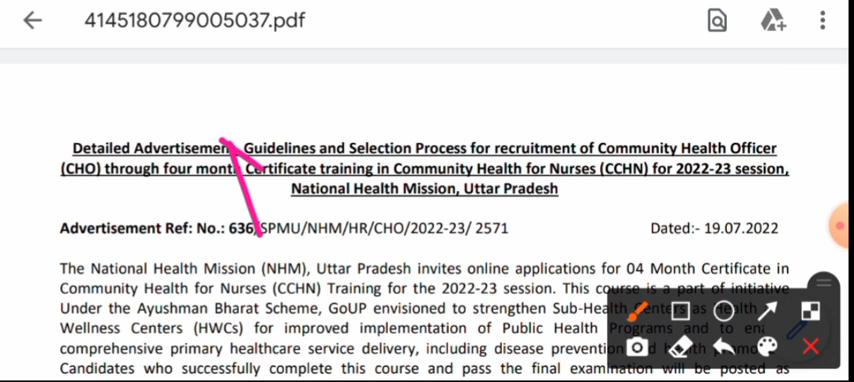 4145180799005037.pdf
Detailed Advertisement Guidelines and Selection Process for recruitment of Community Health Officer
(CHO) through four month Certificate training in Community Health for Nurses (CCHN) for 2022-23 session,
National Health Mission, Uttar Pradesh
Advertisement Ref: No.: 636/SPMU/NHM/HR/CHO/2022-23/ 2571 Dated:- 19.07.2022
The National Health Mission (NHM), Uttar Pradesh invites online applications for 04 Month Certificate in
Community Health for Nurses (CCHN) Training for the 2022-23 session. This course is a part of initiative
Under the Ayushman Bharat Scheme, GoUP envisioned to strengthen Sub-Health Centers as Health
Wellness Centers (HWCs) for improved implementation of Public Health Programs and to
comprehensive primary healthcare service delivery, including disease prevention
Candidates who successfully complete this course and pass the final examination will be posted as